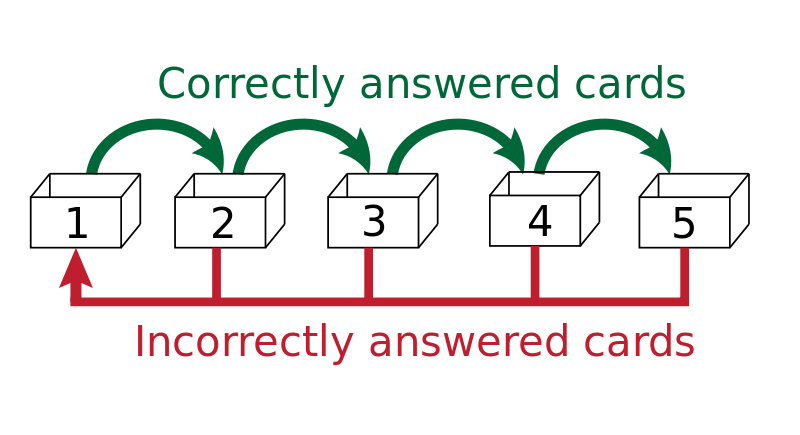 Correctly answered cards
1 2 3 4 5
Incorrectly answered cards